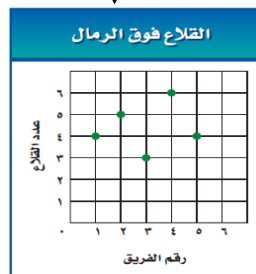 القلاع فوق الرمال
عدد القلاع
٦
٥
٤
٣
٢
١
٠ ١ ٢ ٣ ٤ ٥ ٦
رقم الفريق